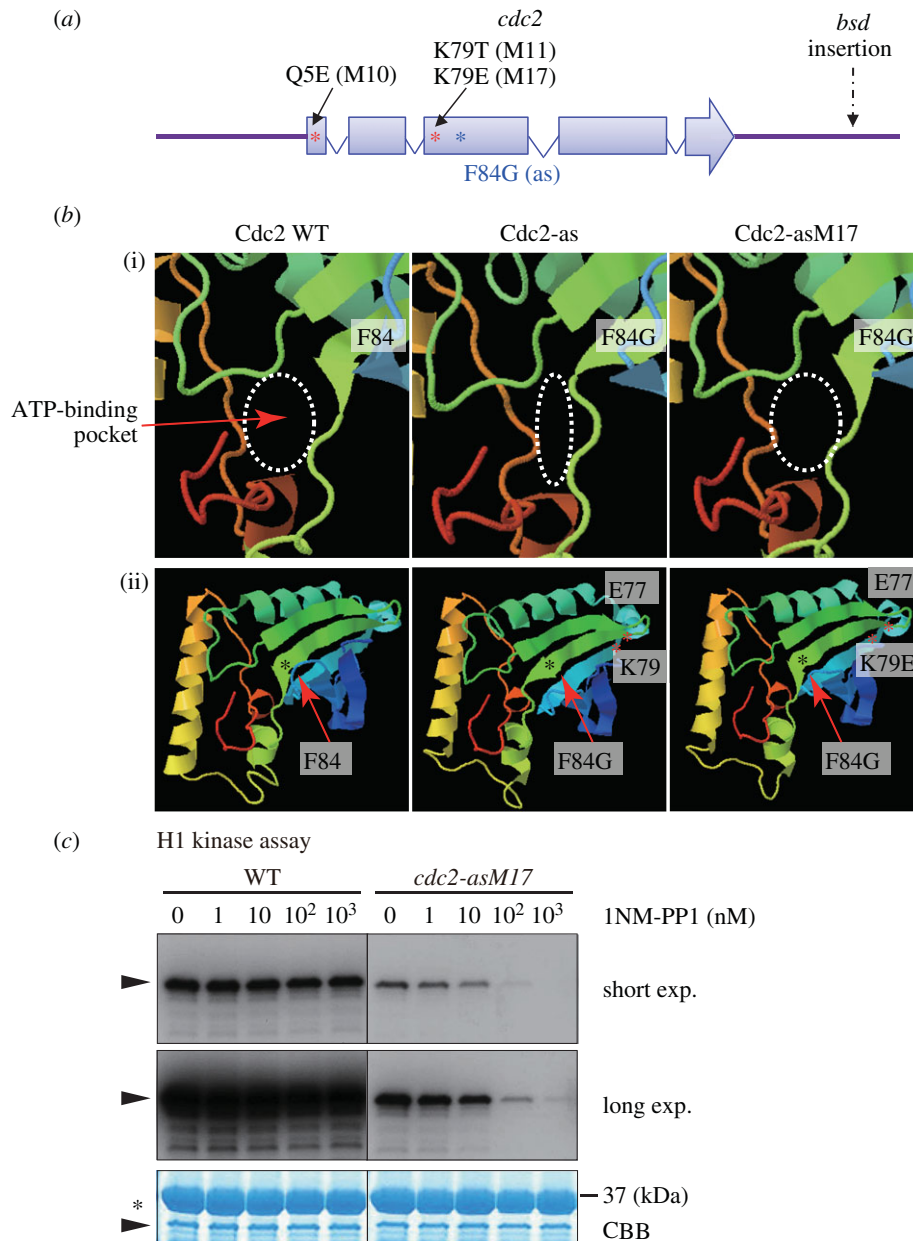 (a)
cdc2
K79T (M11)
K79E (M17)
Q5E (M10)
bsd
insertion
* * *
F84G (as)
(b)
Cdc2 WT Cdc2-as Cdc2-asM17
(i)
F84 F84G F84G
ATP-binding
pocket
(ii)
E77 E77
* * * * * * *
K79 K79E
F84 F84G F84G
(c) H1 kinase assay
WT cdc2-asM17
0 1 10 10² 10³ 0 1 10 10² 10³ 1NM-PP1 (nM)
short exp.
long exp.
* 37 (kDa)
CBB